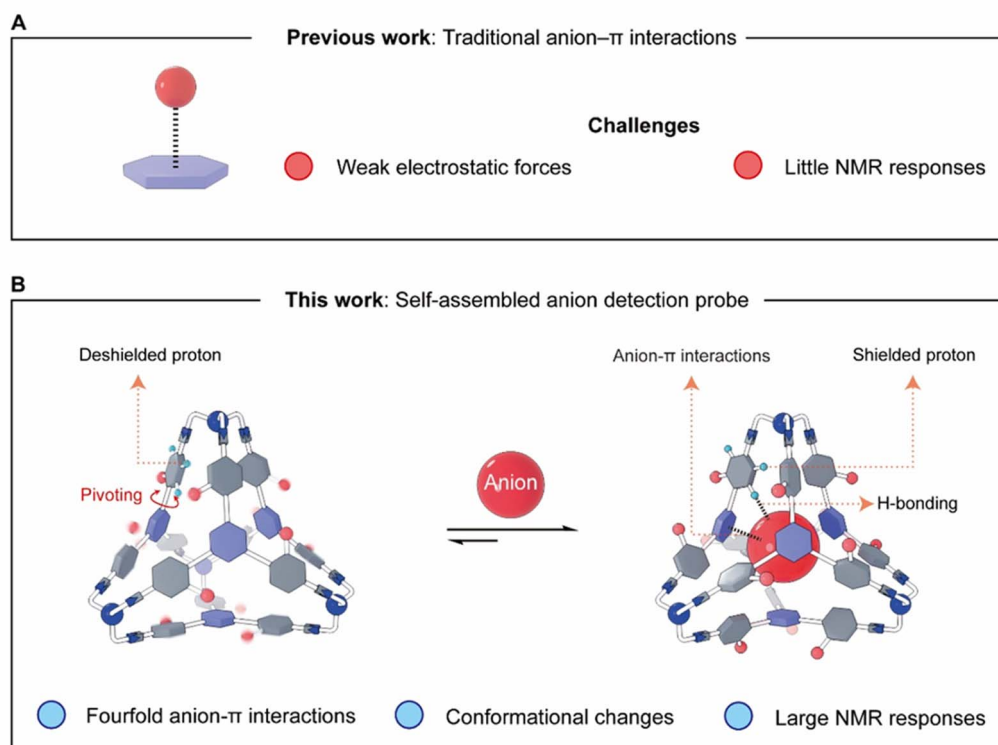 A
Previous work: Traditional anion–π interactions
Challenges
Weak electrostatic forces
Little NMR responses
B
This work: Self-assembled anion detection probe
Deshielded proton
Anion-π interactions
Shielded proton
Pivoting
Anion
H-bonding
Fourfold anion-π interactions
Conformational changes
Large NMR responses